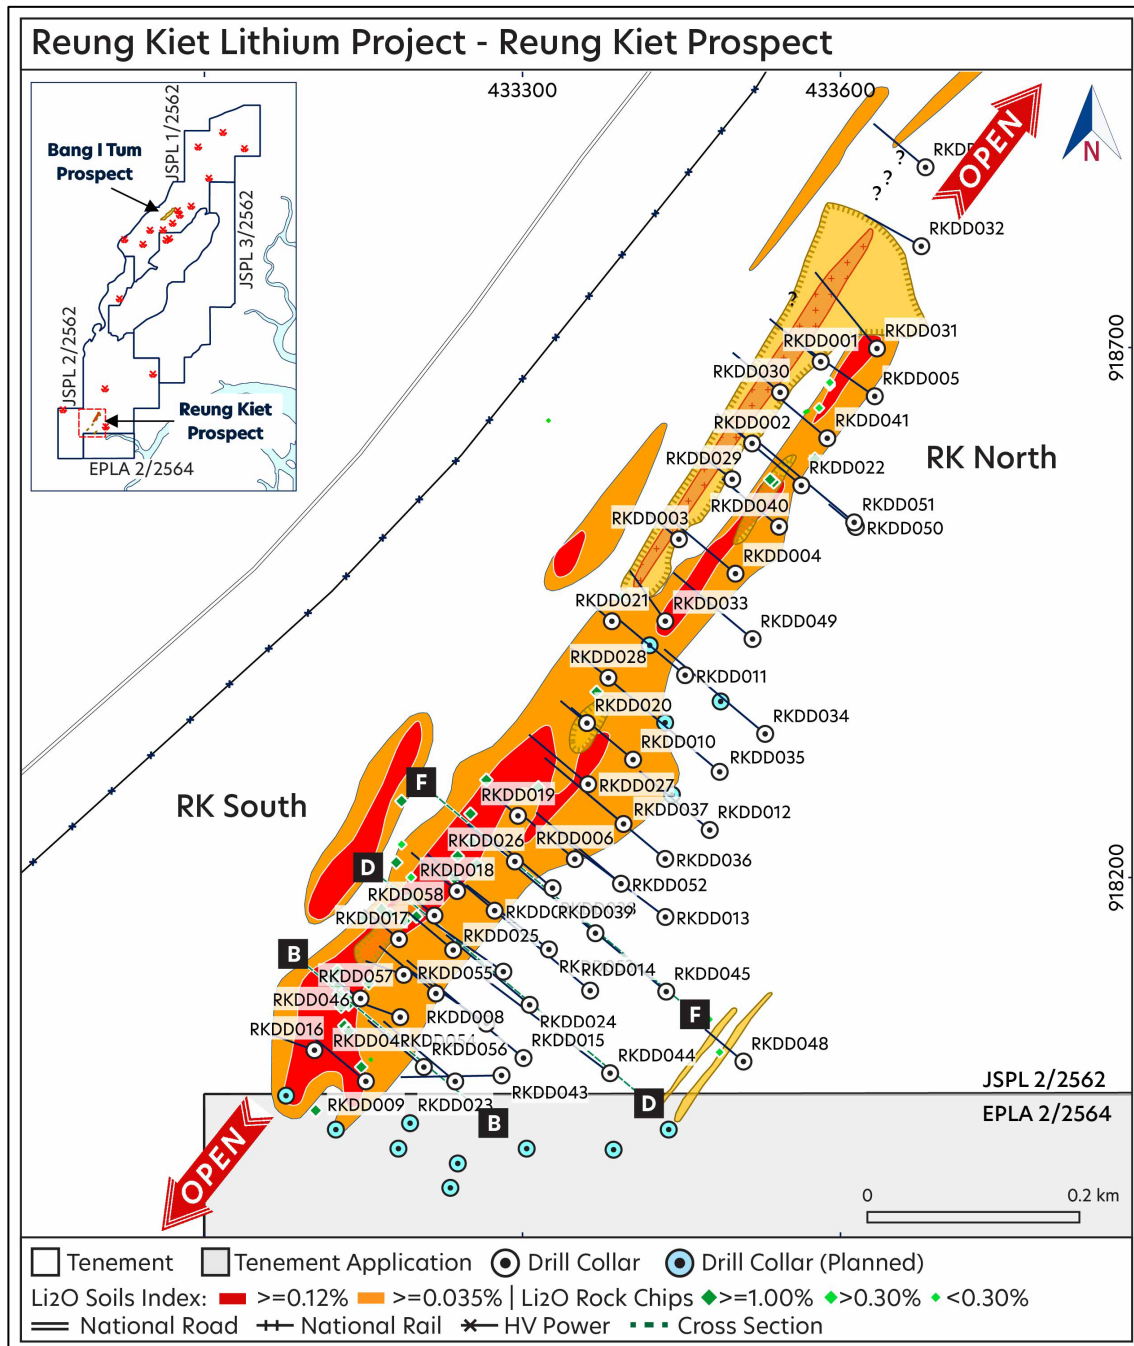 Reung Kiet Lithium Project - Reung Kiet Prospect
433300
433600
JSPL 1/2562
Bang I Tum
Prospect
JSPL 3/2562
JSPL 2/2562
Reung Kiet
Prospect
EPLA 2/2564
OPEN
N
?
?
?
RKDD032
?
RKDD031
918700
RKDD001
RKDD030
RKDD005
RKDD002
RKDD041
RK North
RKDD029
RKDD022
RKDD040
RKDD051
RKDD003
RKDD050
RKDD004
RKDD021
RKDD033
RKDD049
RKDD028
RKDD011
RKDD020
RKDD034
RKDD010
RKDD035
F
RKDD027
RK South
RKDD019
RKDD037
RKDD012
RKDD026
RKDD006
RKDD036
D
RKDD018
RKDD052
918200
RKDD058
RKDD039
RKDD013
RKDD017
RKDD025
B
RKDD057
RKDD055
RKDD014
RKDD045
RKDD046
RKDD008
RKDD024
F
RKDD016
RKDD054
RKDD056
RKDD015
RKDD044
RKDD048
RKDD043
RKDD009
RKDD023
B
D
JSPL 2/2562
EPLA 2/2564
OPEN
0
0.2 km
Tenement
Tenement Application
Drill Collar
Drill Collar (Planned)
Li2O Soils Index:
>=0.12%
>=0.035%
| Li2O Rock Chips
>=1.00%
>0.30%
<0.30%
National Road
National Rail
HV Power
Cross Section